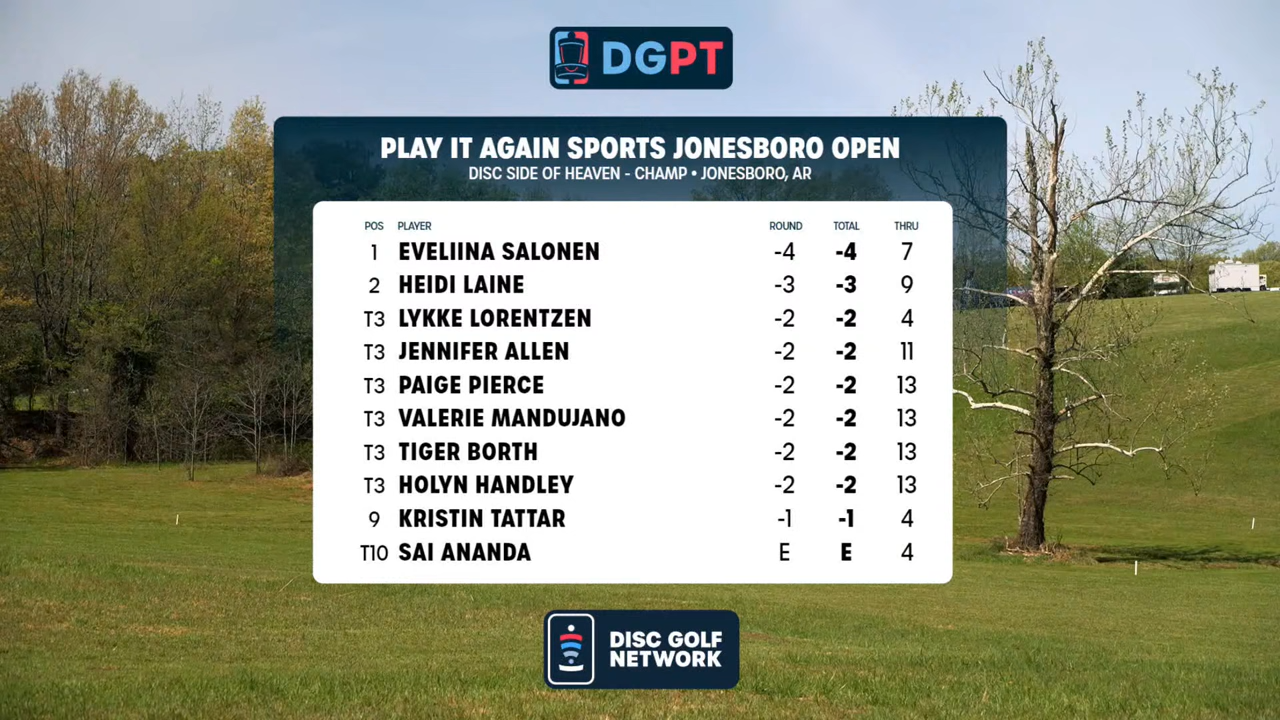 DGPT
PLAY IT AGAIN SPORTS JONESBORO OPEN
DISC SIDE OF HEAVEN - CHAMP • JONESBORO, AR
POS PLAYER ROUND TOTAL THRU
1 EVELIINA SALONEN -4 -4 7
2 HEIDI LAINE -3 -3 9
T3 LYKKE LORENTZEN -2 -2 4
T3 JENNIFER ALLEN -2 -2 11
T3 PAIGE PIERCE -2 -2 13
T3 VALERIE MANDUJANO -2 -2 13
T3 TIGER BORTH -2 -2 13
T3 HOLYN HANDLEY -2 -2 13
9 KRISTIN TATTAR -1 -1 4
T10 SAI ANANDA E E 4
DISC GOLF
NETWORK